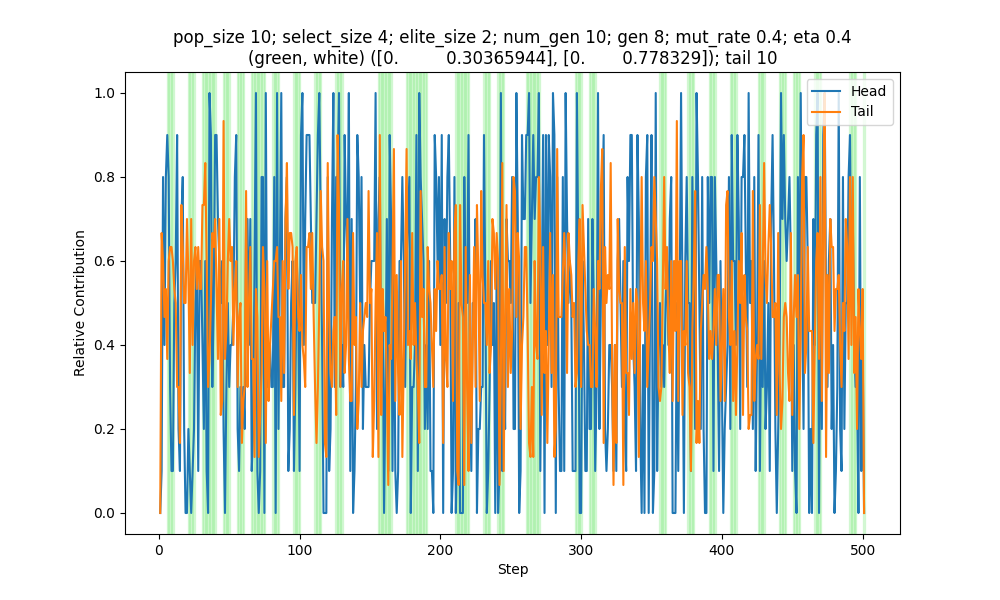 pop_size 10; select_size 4; elite_size 2; num_gen 10; gen 8; mut_rate 0.4; eta 0.4
(green, white) ([0. 0.30365944], [0. 0.778329]); tail 10
Head
Tail
1.0
0.8
0.6
0.4
0.2
0.0
Relative Contribution
0
100
200
300
400
500
Step